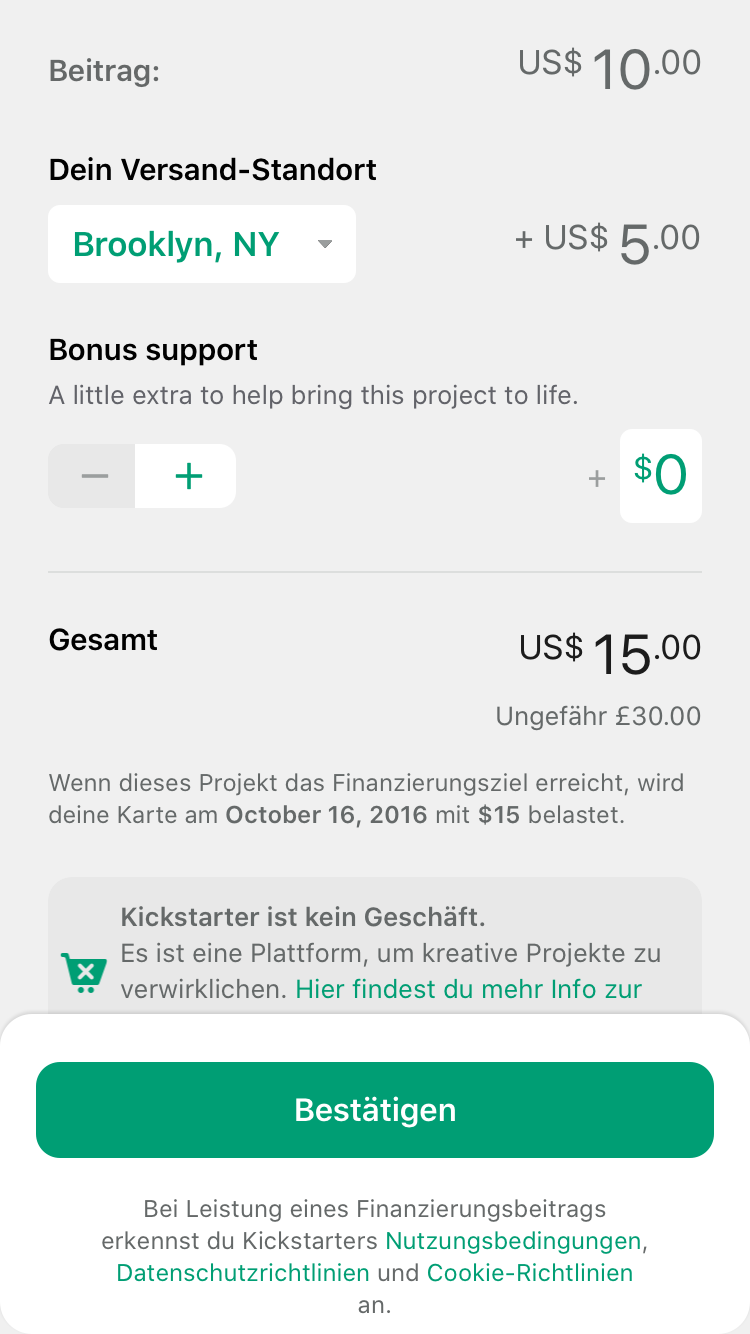 Beitrag: US$ 10.00
Dein Versand-Standort
Brooklyn, NY + US$ 5.00
Bonus support
A little extra to help bring this project to life.
− + + $0
Gesamt US$ 15.00
Ungefähr £30.00
Wenn dieses Projekt das Finanzierungsziel erreicht, wird
deine Karte am October 16, 2016 mit $15 belastet.
Kickstarter ist kein Geschäft.
Es ist eine Plattform, um kreative Projekte zu
verwirklichen. Hier findest du mehr Info zur
Bestätigen
Bei Leistung eines Finanzierungsbeitrags
erkennst du Kickstarters Nutzungsbedingungen,
Datenschutzrichtlinien und Cookie-Richtlinien
an.